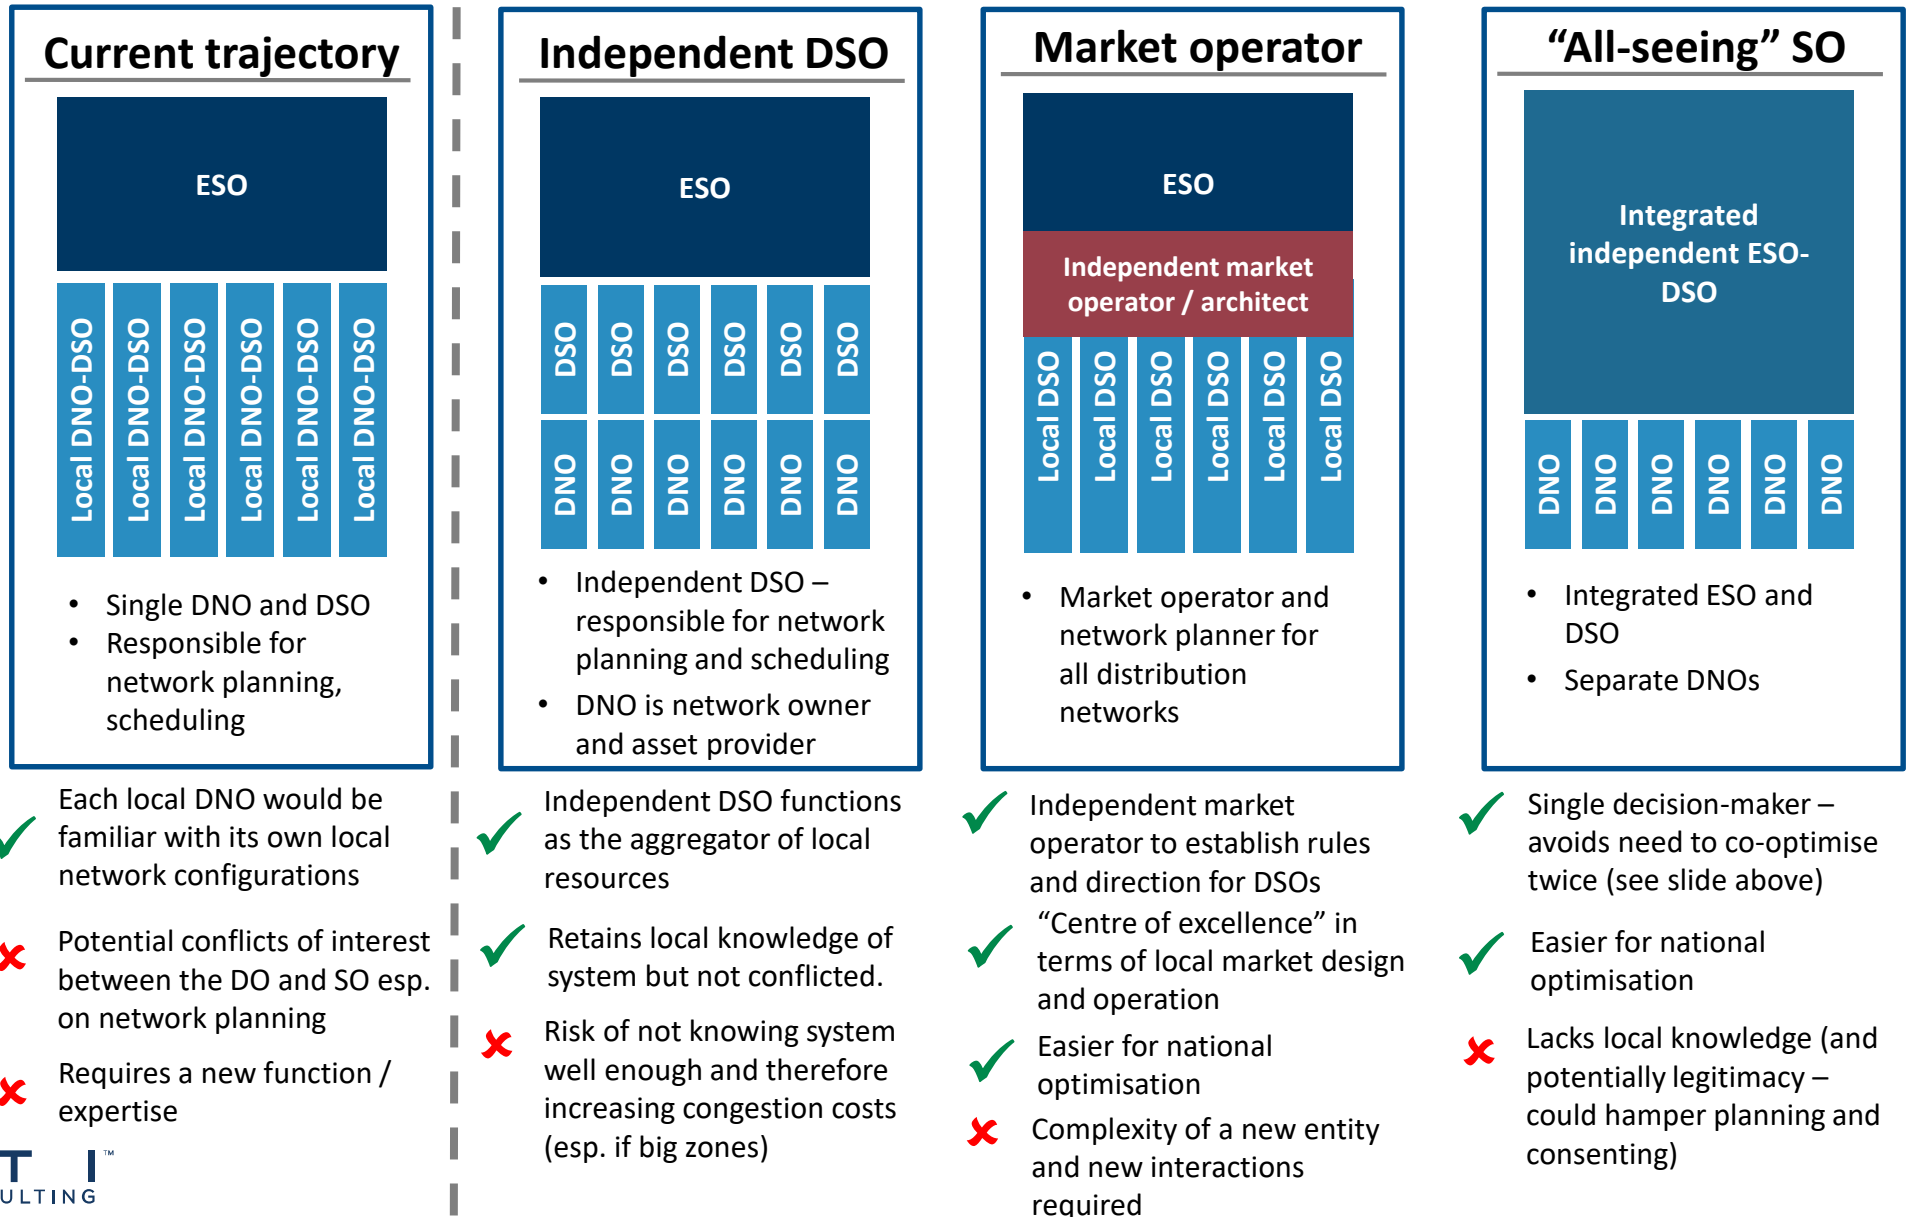 Current trajectory
ESO
Local DNO-DSO
Local DNO-DSO
Local DNO-DSO
Local DNO-DSO
Local DNO-DSO
Local DNO-DSO
• Single DNO and DSO
• Responsible for
network planning,
scheduling
Each local DNO would be
familiar with its own local
network configurations
Potential conflicts of interest
between the DO and SO esp.
on network planning
Requires a new function /
expertise
Independent DSO
ESO
DSO
DSO
DSO
DSO
DSO
DSO
DNO
DNO
DNO
DNO
DNO
DNO
• Independent DSO –
responsible for network
planning and scheduling
• DNO is network owner
and asset provider
Independent DSO functions
as the aggregator of local
resources
Retains local knowledge of
system but not conflicted.
Risk of not knowing system
well enough and therefore
increasing congestion costs
(esp. if big zones)
Market operator
ESO
Independent market
operator / architect
Local DSO
Local DSO
Local DSO
Local DSO
Local DSO
Local DSO
• Market operator and
network planner for
all distribution
networks
Independent market
operator to establish rules
and direction for DSOs
“Centre of excellence” in
terms of local market design
and operation
Easier for national
optimisation
Complexity of a new entity
and new interactions
required
“All-seeing” SO
Integrated
independent ESO-
DSO
DNO
DNO
DNO
DNO
DNO
DNO
• Integrated ESO and
DSO
• Separate DNOs
Single decision-maker –
avoids need to co-optimise
twice (see slide above)
Easier for national
optimisation
Lacks local knowledge (and
potentially legitimacy –
could hamper planning and
consenting)
T I ™
ULTING